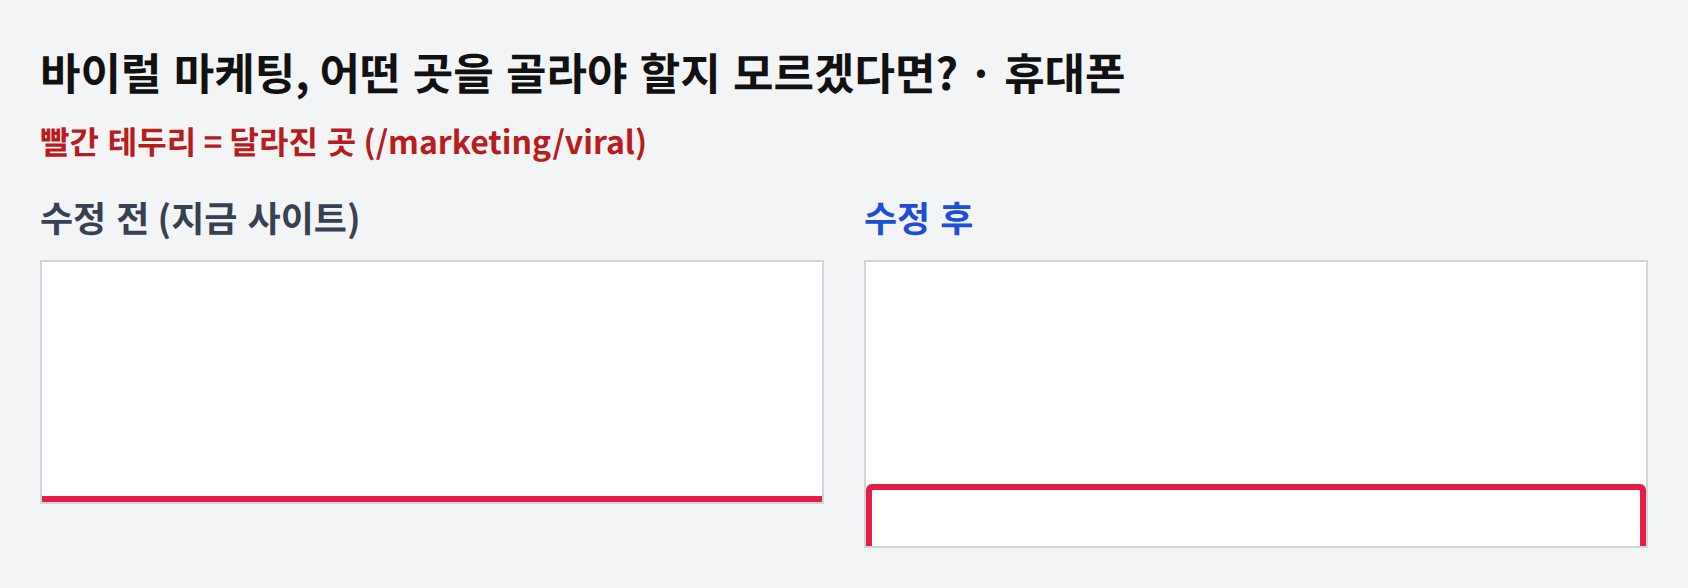 바이럴 마케팅, 어떤 곳을 골라야 할지 모르겠다면? · 휴대폰
빨간 테두리 = 달라진 곳 (/marketing/viral)
수정 전 (지금 사이트)
수정 후